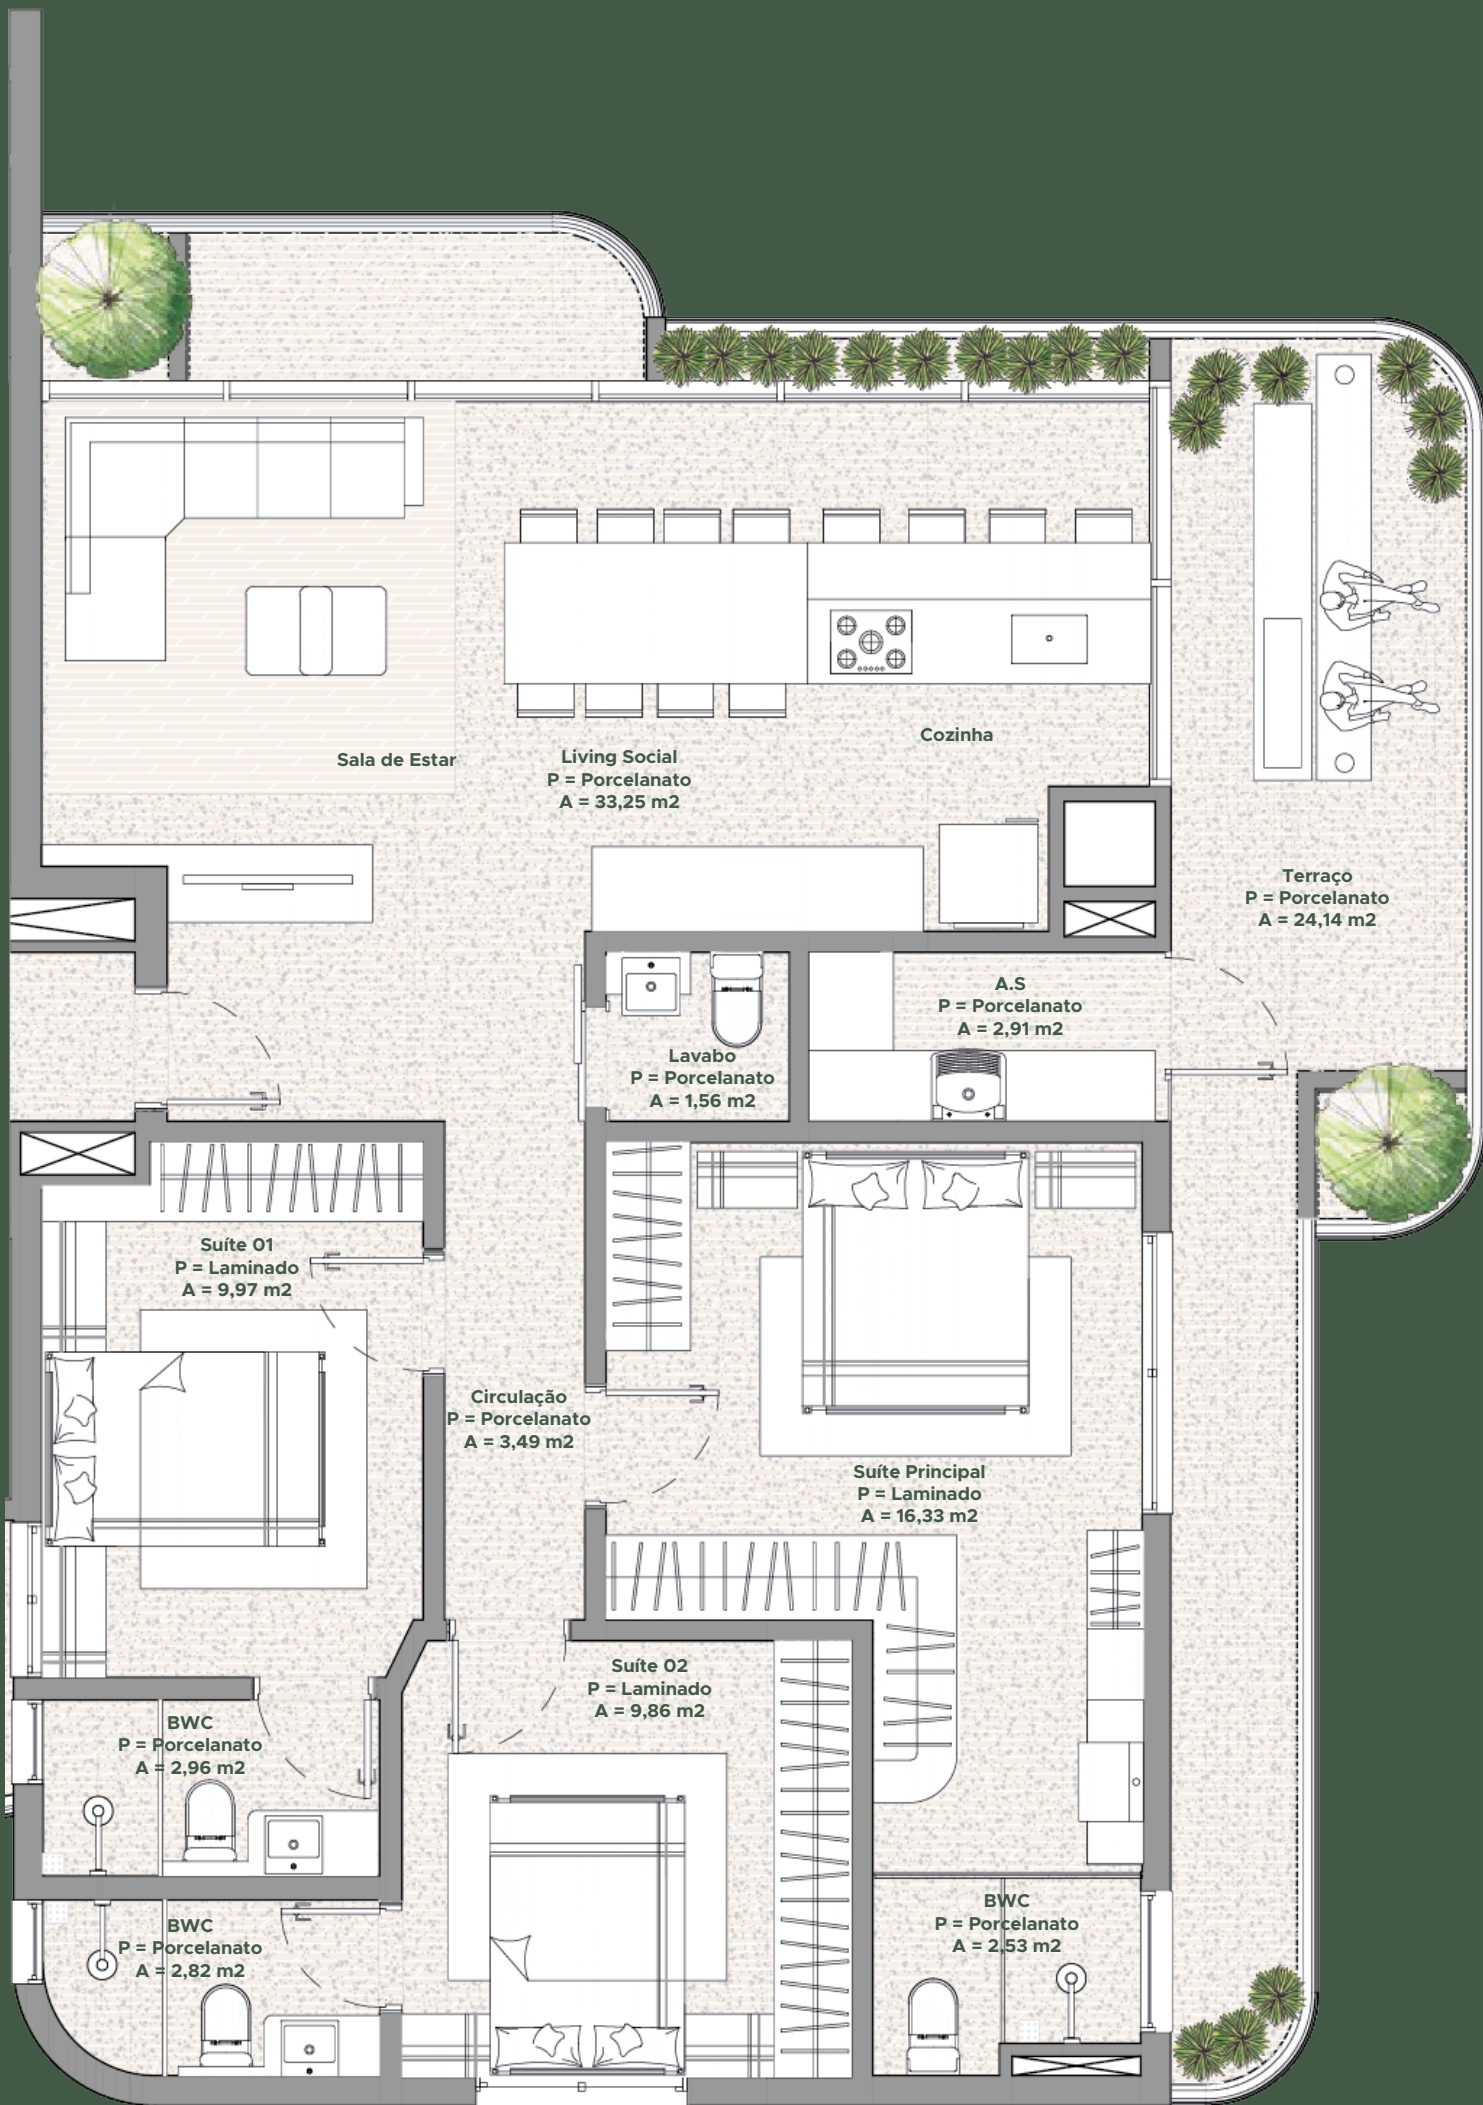 Sala de Estar
Living Social
P = Porcelanato
A = 33,25 m2
Cozinha
Terraço
P = Porcelanato
A = 24,14 m2
A.S
P = Porcelanato
A = 2,91 m2
Lavabo
P = Porcelanato
A = 1,56 m2
Suíte 01
P = Laminado
A = 9,97 m2
Circulação
P = Porcelanato
A = 3,49 m2
Suíte Principal
P = Laminado
A = 16,33 m2
Suíte 02
P = Laminado
A = 9,86 m2
BWC
P = Porcelanato
A = 2,96 m2
BWC
P = Porcelanato
A = 2,82 m2
BWC
P = Porcelanato
A = 2,53 m2